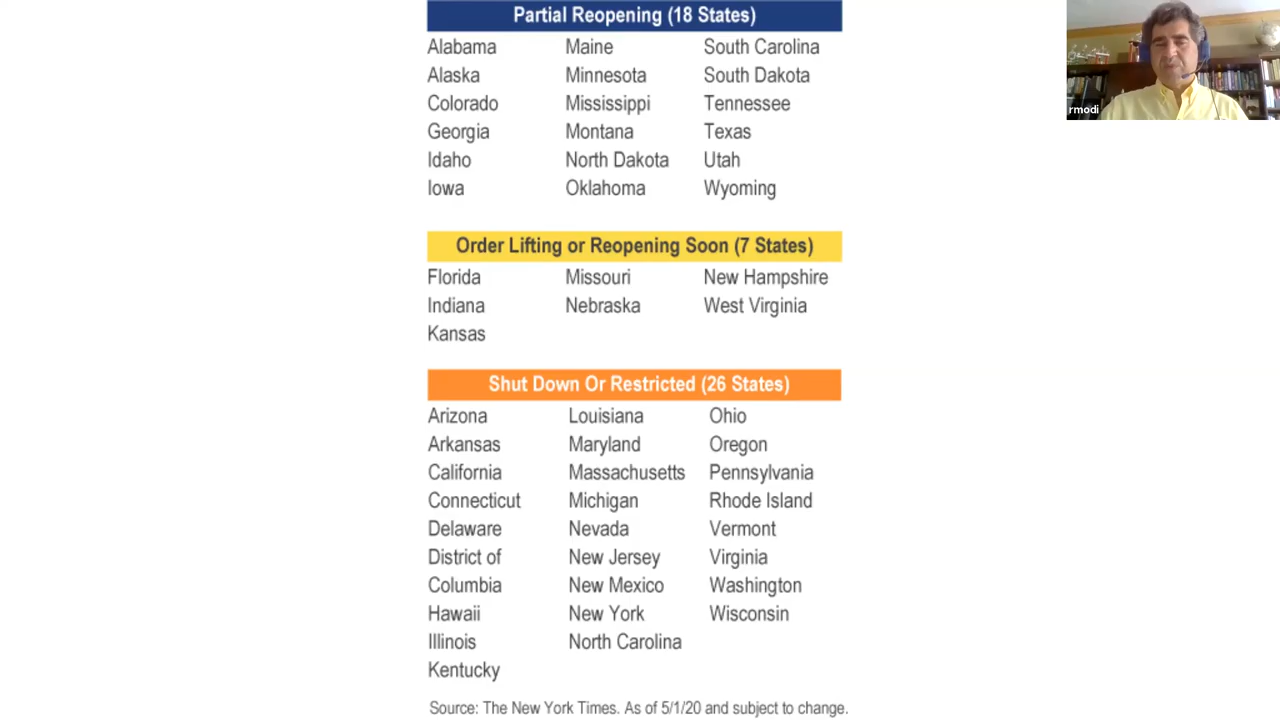 Partial Reopening (18 States)
Alabama Maine South Carolina
Alaska Minnesota South Dakota
Colorado Mississippi Tennessee
Georgia Montana Texas
Idaho North Dakota Utah
Iowa Oklahoma Wyoming
Order Lifting or Reopening Soon (7 States)
Florida Missouri New Hampshire
Indiana Nebraska West Virginia
Kansas
Shut Down Or Restricted (26 States)
Arizona Louisiana Ohio
Arkansas Maryland Oregon
California Massachusetts Pennsylvania
Connecticut Michigan Rhode Island
Delaware Nevada Vermont
District of New Jersey Virginia
Columbia New Mexico Washington
Hawaii New York Wisconsin
Illinois North Carolina
Kentucky
Source: The New York Times. As of 5/1/20 and subject to change.
rmodi